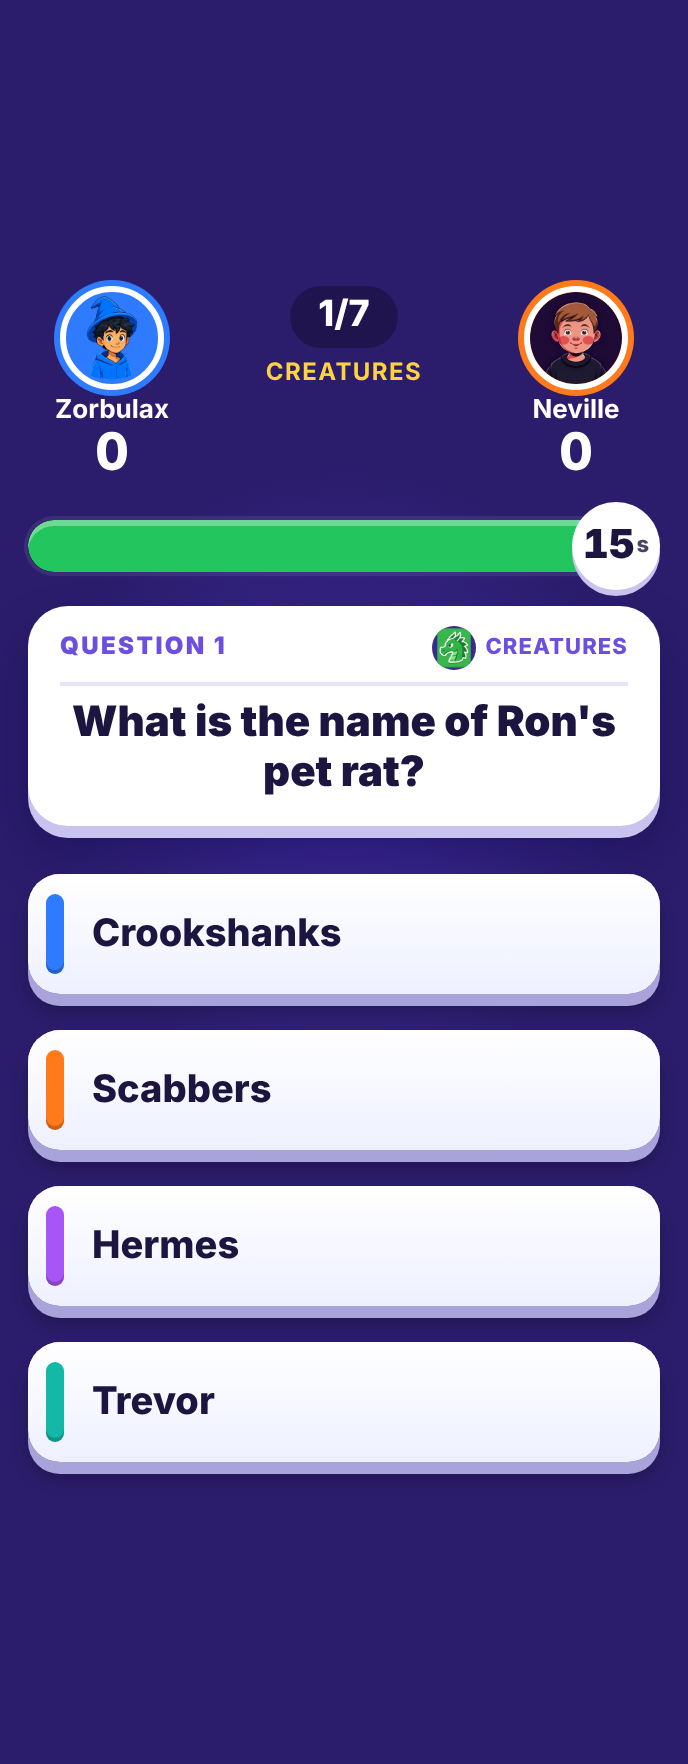 1/7
CREATURES
Zorbulax
Neville
0
0
15s
QUESTION 1
CREATURES
What is the name of Ron's
pet rat?
Crookshanks
Scabbers
Hermes
Trevor